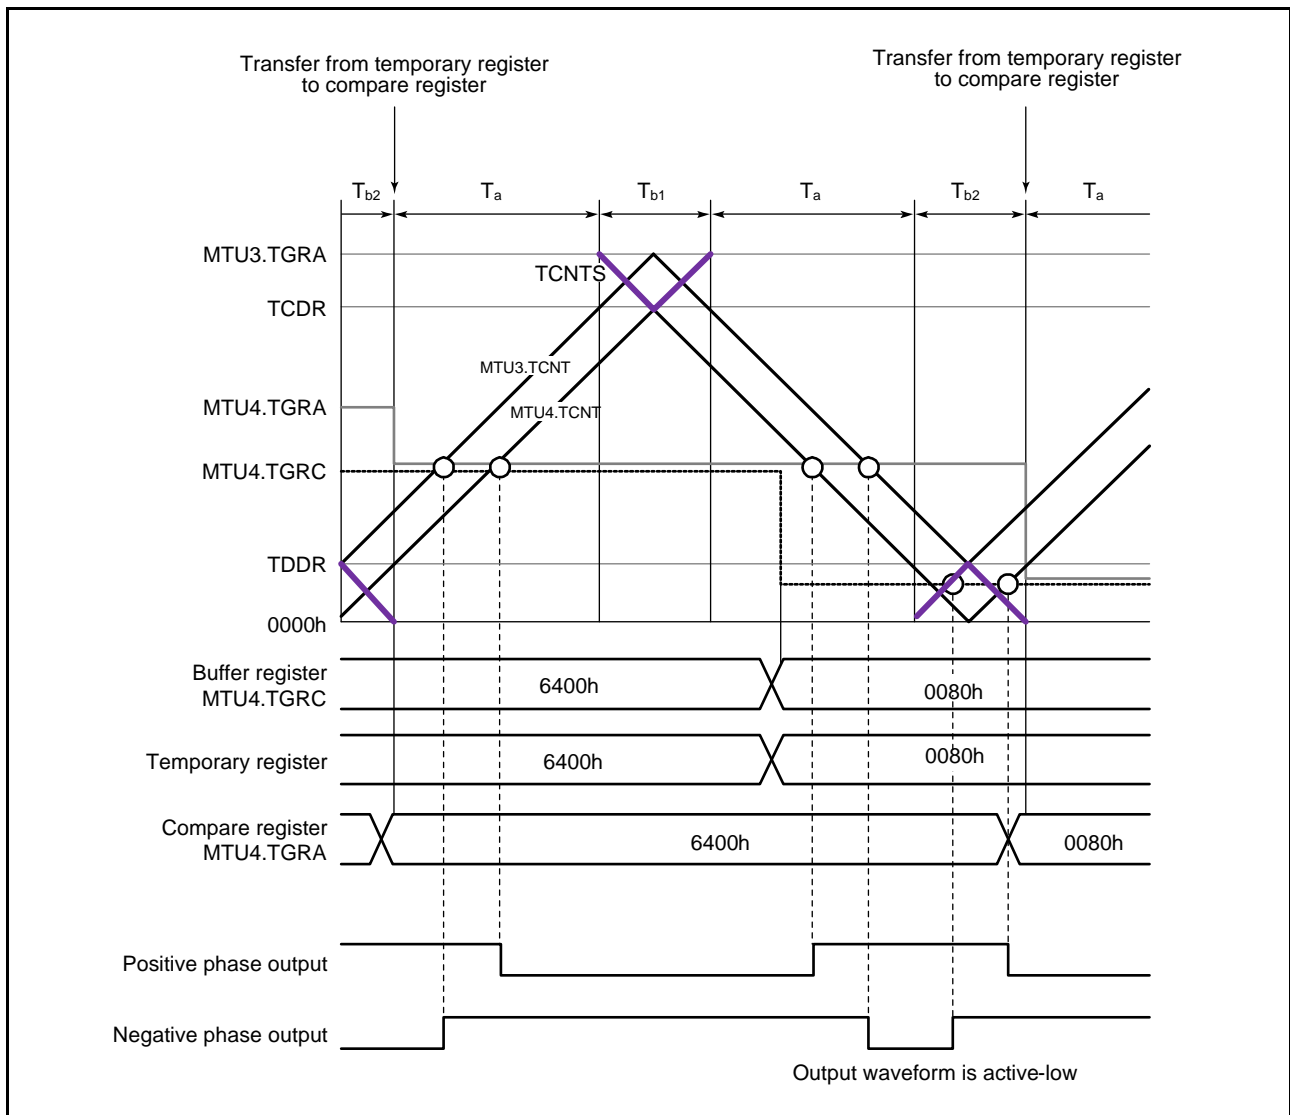 Transfer from temporary register
to compare register
Transfer from temporary register
to compare register
Tb2
Ta
Tb1
Ta
Tb2
Ta
MTU3.TGRA
TCNTS
TCDR
MTU3.TCNT
MTU4.TGRA
MTU4.TCNT
MTU4.TGRC
TDDR
0000h
Buffer register
MTU4.TGRC
6400h
0080h
Temporary register
6400h
0080h
Compare register
MTU4.TGRA
6400h
0080h
Positive phase output
Negative phase output
Output waveform is active-low